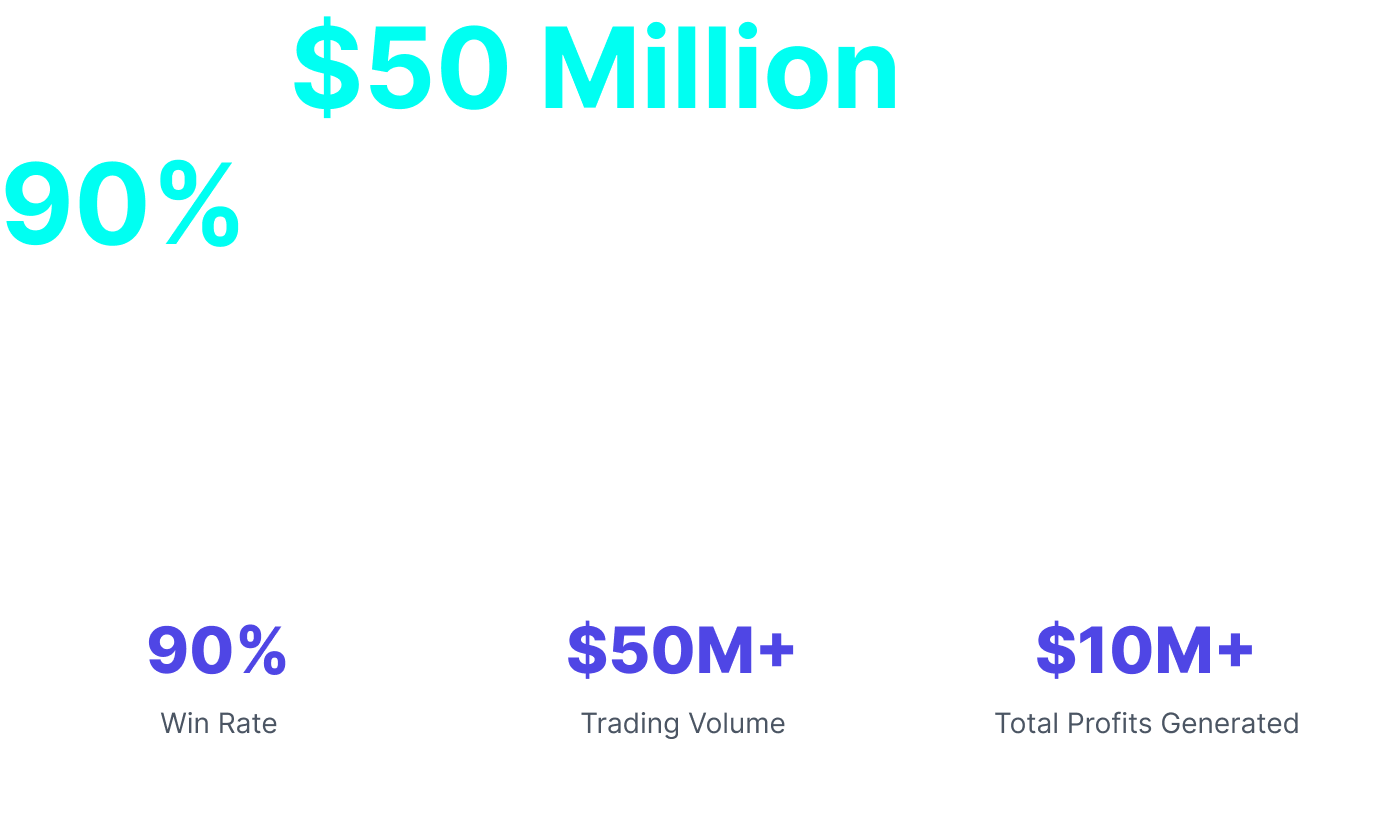 $50 Million
90%
90%
$50M+
$10M+
Win Rate
Trading Volume
Total Profits Generated